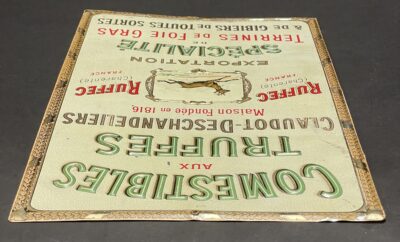 COMESTIBLES
AUX
TRUFFES
CLAUDOT-DESCHANDELIERS
Maison Fondée en 1816
RUFFEC
(Charente)
FRANCE
RUFFEC
(Charente)
FRANCE
EXPORTATION
SPÉCIALITÉ
DE
TERRINES DE FOIE GRAS
& DE GIBIERS DE TOUTES SORTES